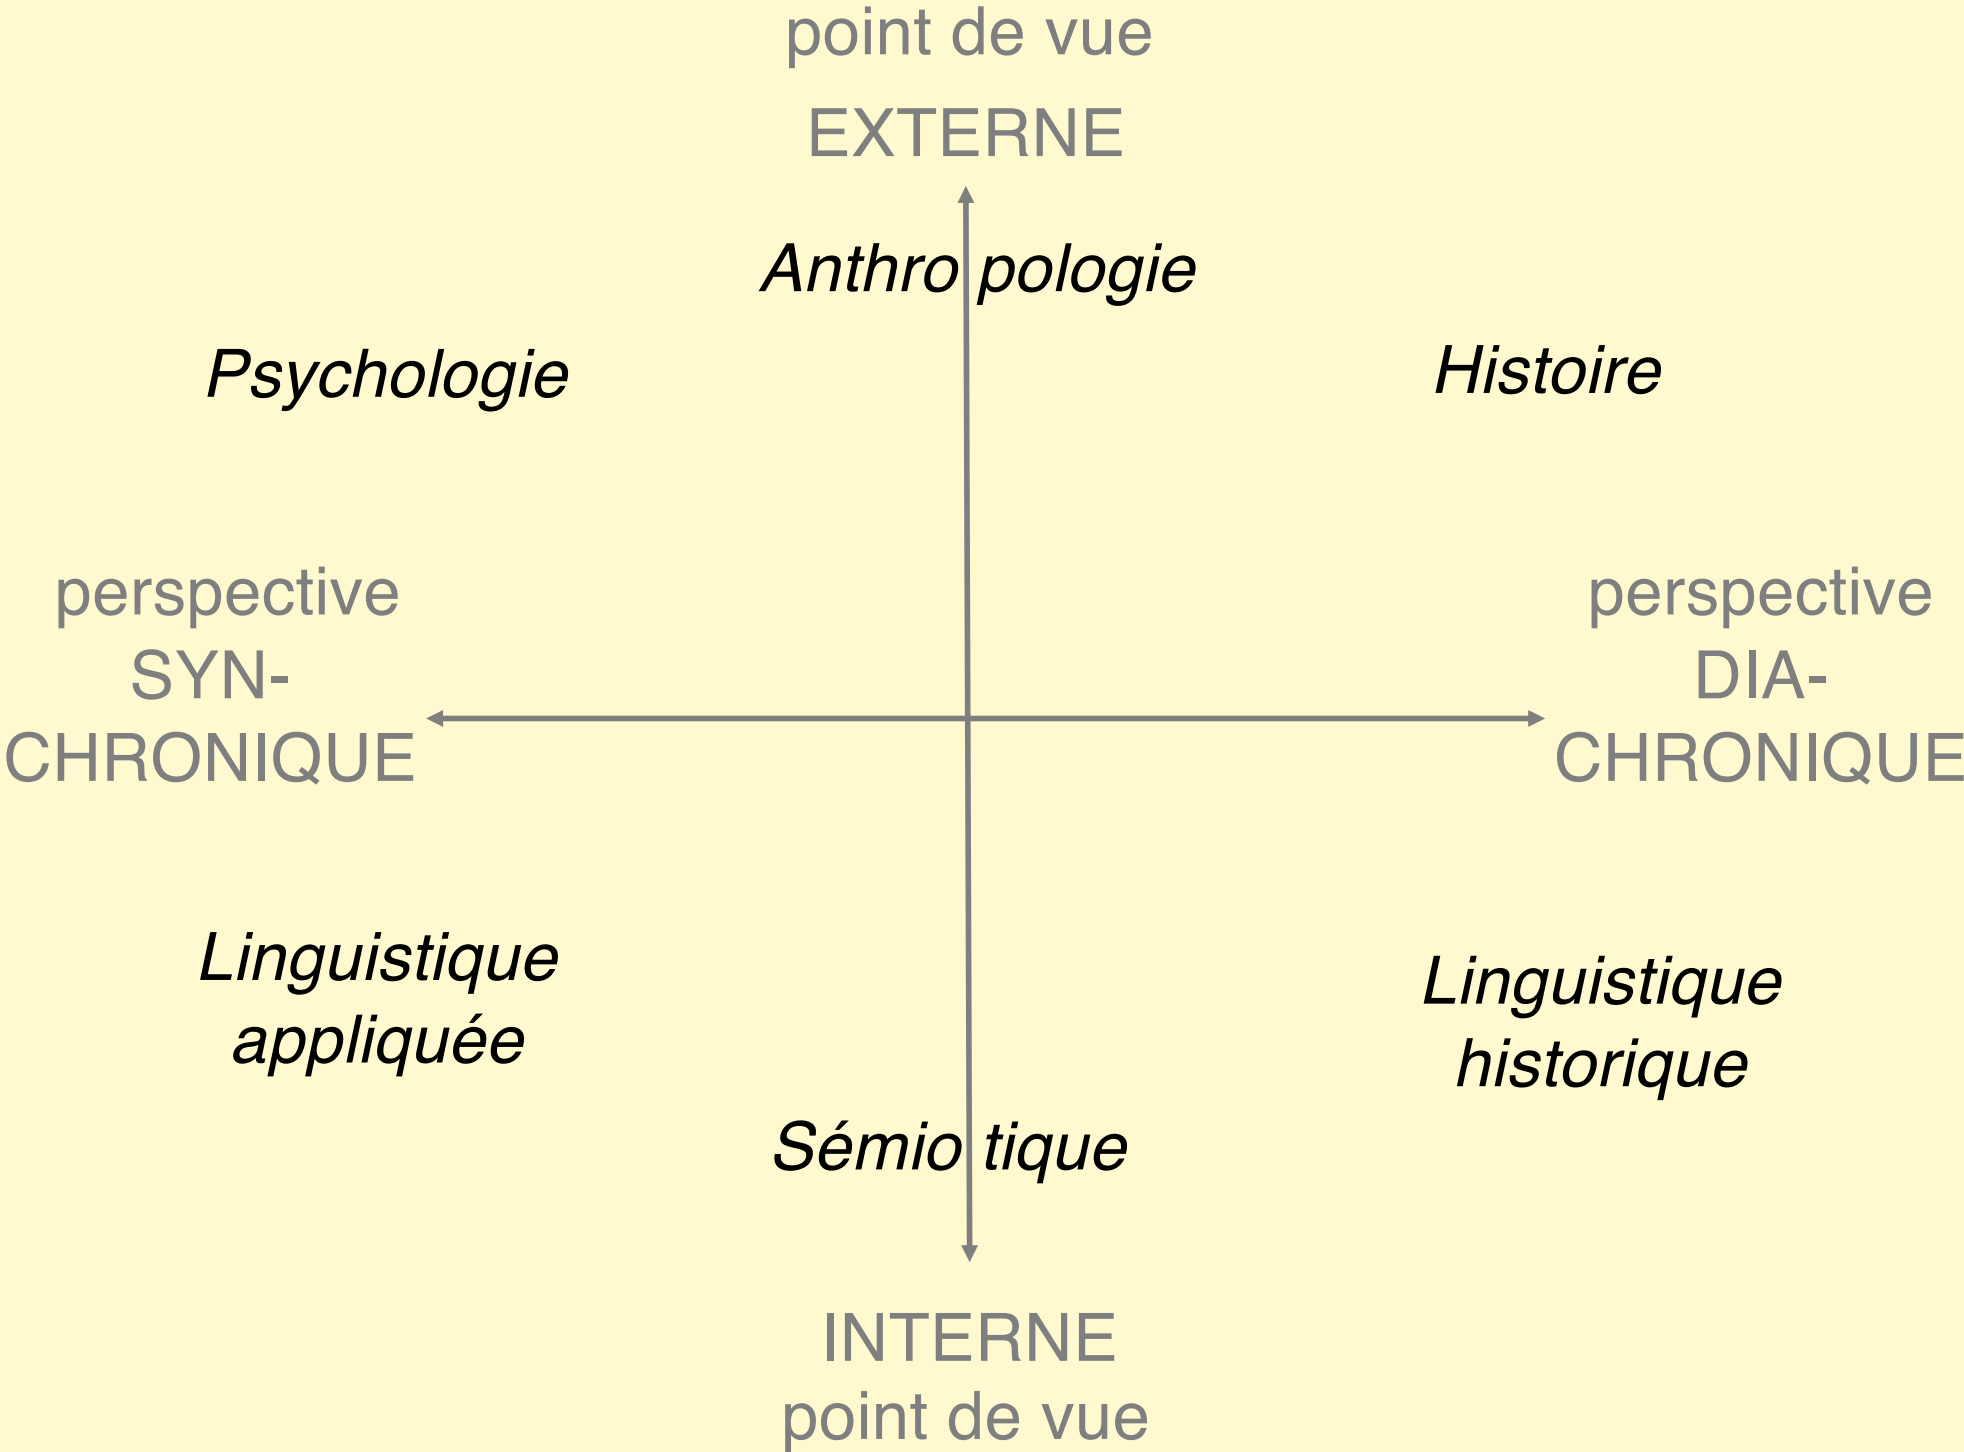 point de vue
EXTERNE
Anthro pologie
Psychologie
Histoire
perspective
SYN-
CHRONIQUE
perspective
DIA-
CHRONIQUE
Linguistique
appliquée
Linguistique
historique
Sémio tique
INTERNE
point de vue